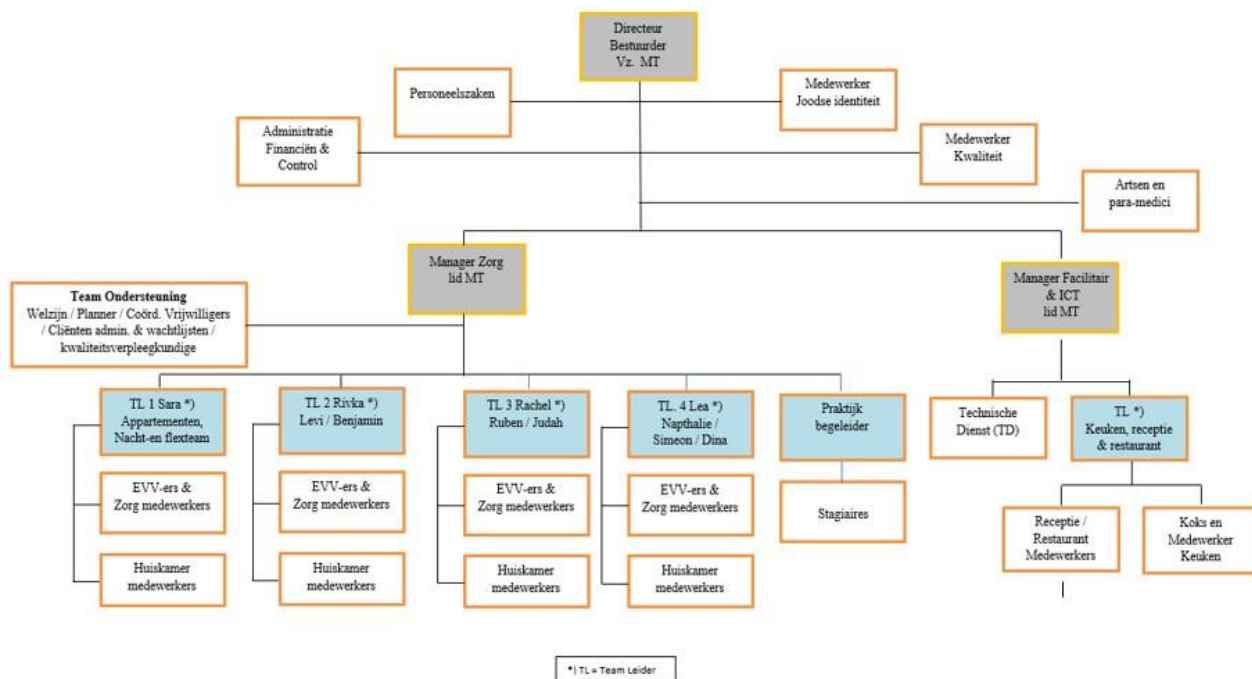 Directeur
Bestuurder
Vz. MT
Personeelszaken
Medewerker
Joodse identiteit
Administratie
Financiën &
Control
Medewerker
Kwaliteit
Artsen en
para-medici
Manager Zorg
lid MT
Manager Facilitair
& ICT
lid MT
Team Ondersteuning
Welzijn / Planner / Coörd. Vrijwilligers
/ Cliënten admin. & wachtlijsten /
kwaliteitsverpleegkundige
TL 1 Sara *)
Appartementen,
Nacht-en flexteam
TL 2 Rivka *)
Levi / Benjamin
TL 3 Rachel *)
Ruben / Judah
TL. 4 Lea *)
Napthalie /
Simeon / Dina
Praktijk
begeleider
Technische
Dienst (TD)
TL *)
Keuken, receptie
& restaurant
EVV-ers &
Zorg medewerkers
EVV-ers &
Zorg medewerkers
EVV-ers &
Zorg medewerkers
EVV-ers &
Zorg medewerkers
Stagiaires
Receptie /
Restaurant
Medewerkers
Koks en
Medewerker
Keuken
Huiskamer
medewerkers
Huiskamer
medewerkers
Huiskamer
medewerkers
Huiskamer
medewerkers
*) TL = Team Leider